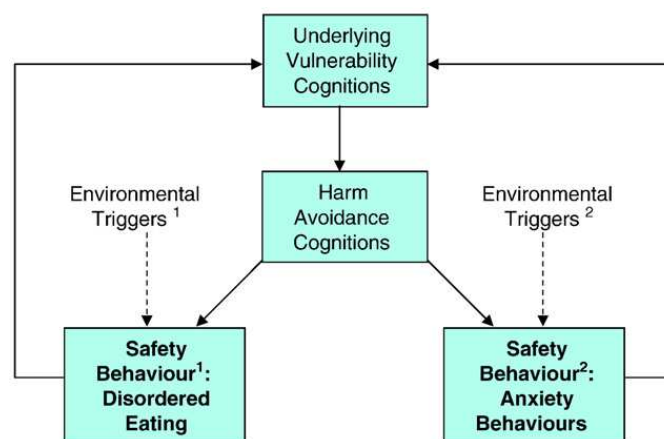 Underlying
Vulnerability
Cognitions
Environmental
Triggers ¹
Harm
Avoidance
Cognitions
Environmental
Triggers ²
Safety
Behaviour¹:
Disordered
Eating
Safety
Behaviour²:
Anxiety
Behaviours